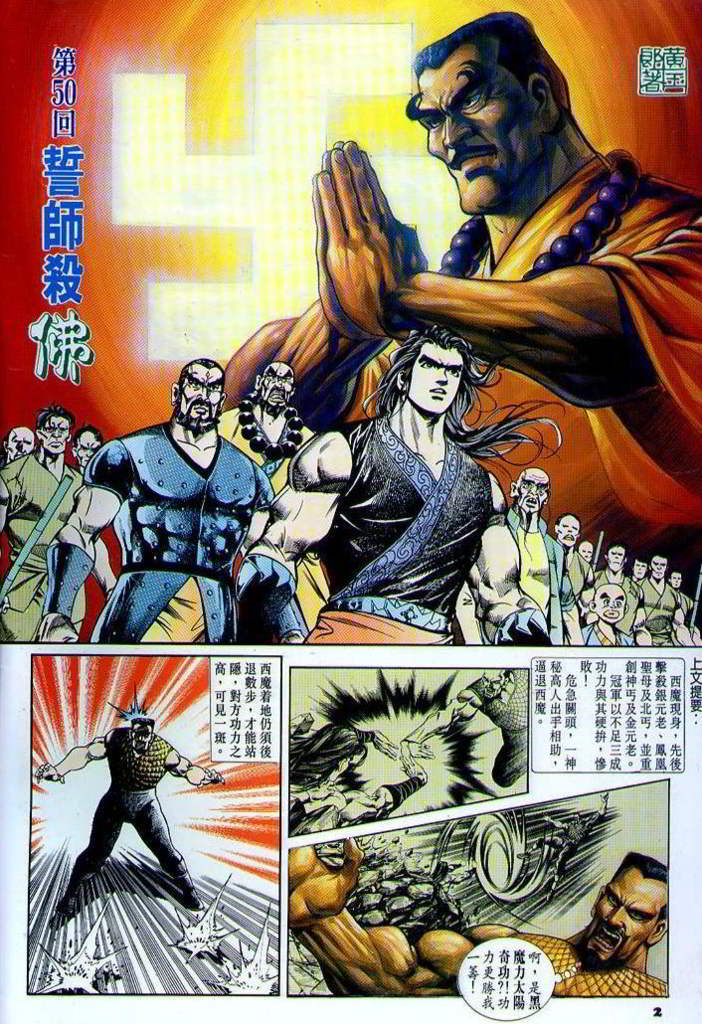 第50回
誓師殺
佛
黃玉郎著
上文提要：
西魔現身，先後
擊殺銀元老、鳳凰
聖母及北丐，並重
創神丐及金元老。
冠軍以不足三成
功力與其硬拚，慘
敗！
危急關頭，一神
秘高人出手相助，
逼退西魔。
西魔着地仍須後
退數步，才能站
隱，對方功力之
高，可見一斑。
啊，是黑
魔力太陽
奇功？！功
力更勝我
一籌！
2